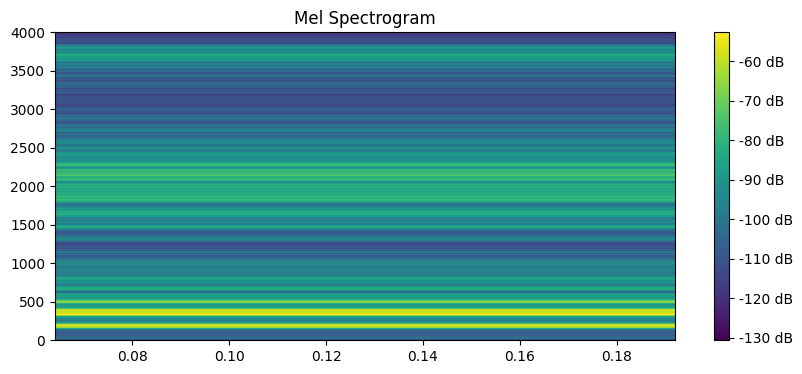 Mel Spectrogram
4000
3500
3000
2500
2000
1500
1000
500
0
0.08 0.10 0.12 0.14 0.16 0.18
-60 dB
-70 dB
-80 dB
-90 dB
-100 dB
-110 dB
-120 dB
-130 dB